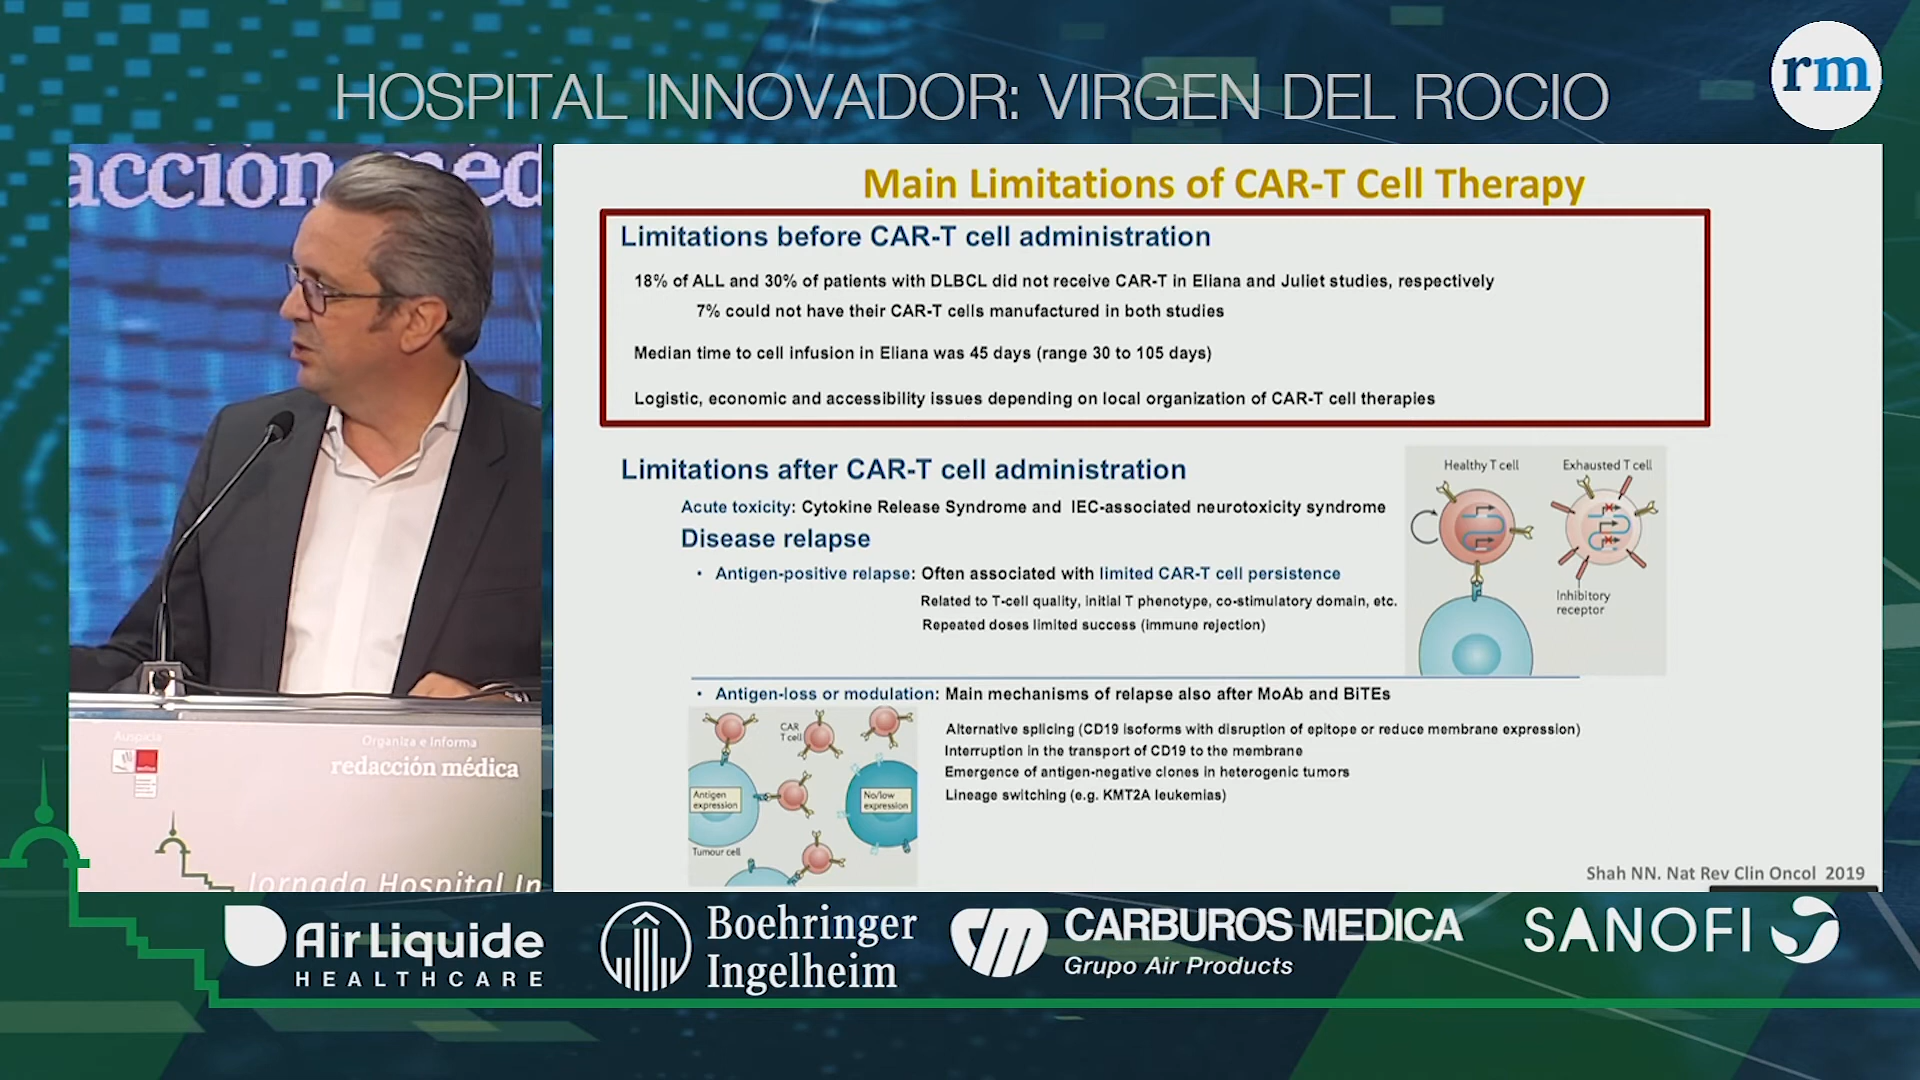 HOSPITAL INNOVADOR: VIRGEN DEL ROCIO
rm
acción méd
Main Limitations of CAR-T Cell Therapy
Limitations before CAR-T cell administration
18% of ALL and 30% of patients with DLBCL did not receive CAR-T in Eliana and Juliet studies, respectively
7% could not have their CAR-T cells manufactured in both studies
Median time to cell infusion in Eliana was 45 days (range 30 to 105 days)
Logistic, economic and accessibility issues depending on local organization of CAR-T cell therapies
Limitations after CAR-T cell administration
Acute toxicity: Cytokine Release Syndrome and IEC-associated neurotoxicity syndrome
Disease relapse
• Antigen-positive relapse: Often associated with limited CAR-T cell persistence
Related to T-cell quality, initial T phenotype, co-stimulatory domain, etc.
Repeated doses limited success (immune rejection)
Healthy T cell
Exhausted T cell
Inhibitory
receptor
• Antigen-loss or modulation: Main mechanisms of relapse also after MoAb and BiTEs
Alternative splicing (CD19 isoforms with disruption of epitope or reduce membrane expression)
Interruption in the transport of CD19 to the membrane
Emergence of antigen-negative clones in heterogenic tumors
Lineage switching (e.g. KMT2A leukemias)
CAR
T cell
Antigen
expression
No/low
expression
Tumour cell
Shah NN. Nat Rev Clin Oncol 2019
Auspicia
Organiza e Informa
redacción médica
Jornada Hospital In
Air Liquide
HEALTHCARE
Boehringer
Ingelheim
CARBUROS MEDICA
Grupo Air Products
SANOFI